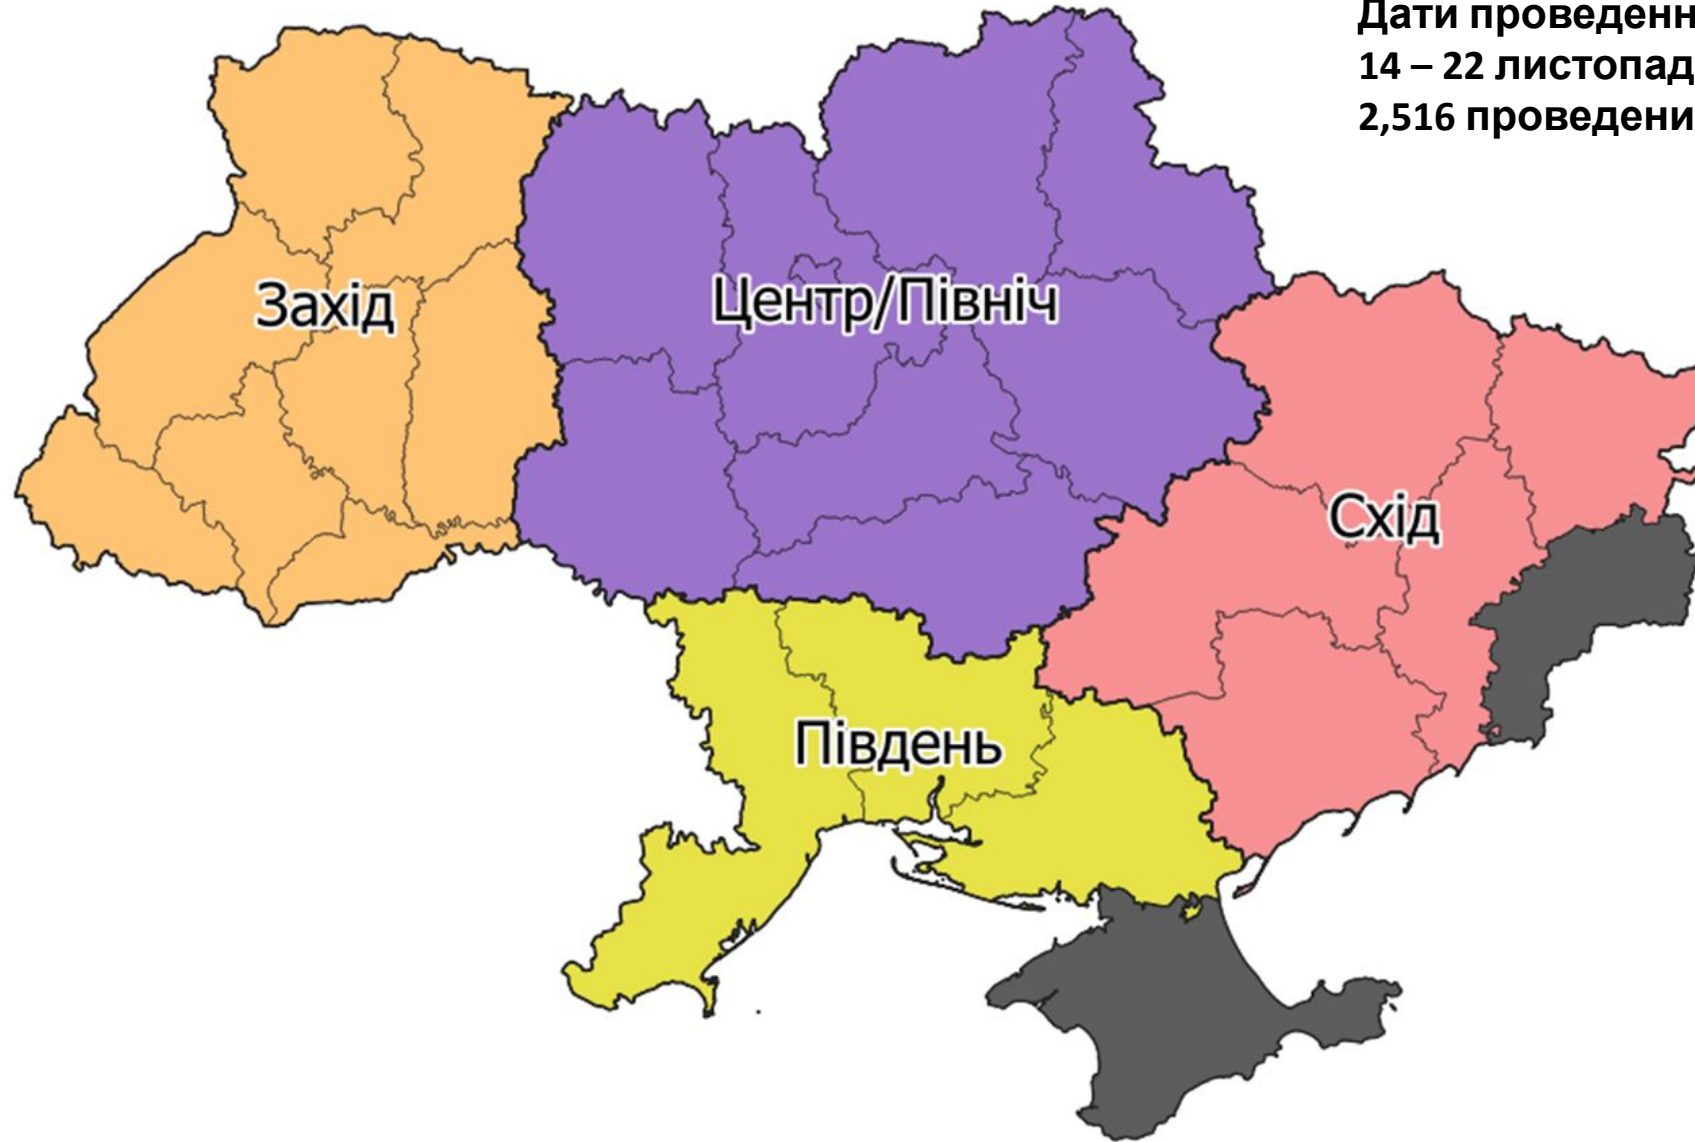 Дати проведенн
14 – 22 листопад
2,516 проведени
Захід
Центр/Північ
Схід
Південь